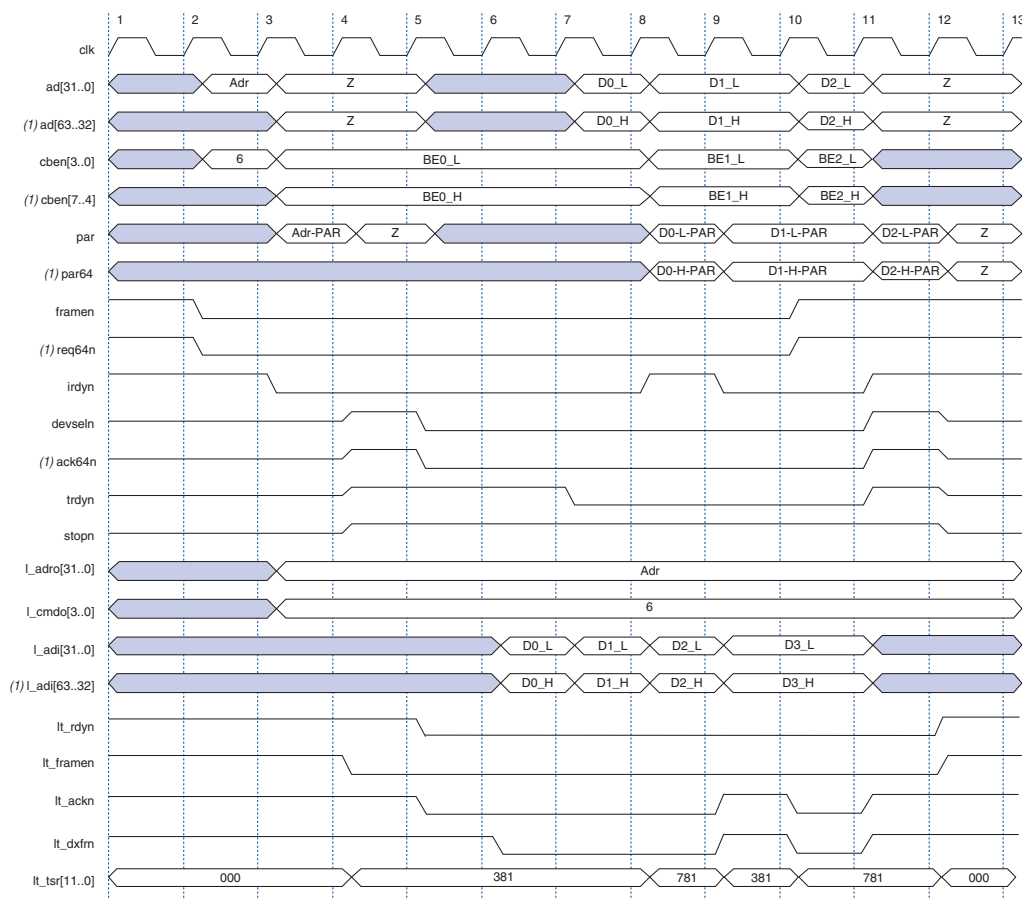 1 2 3 4 5 6 7 8 9 10 11 12 13
clk
ad[31..0] Adr Z D0_L D1_L D2_L Z
(1) ad[63..32] Z D0_H D1_H D2_H Z
cben[3..0] 6 BE0_L BE1_L BE2_L
(1) cben[7..4] BE0_H BE1_H BE2_H
par Adr-PAR Z D0-L-PAR D1-L-PAR D2-L-PAR Z
(1) par64 D0-H-PAR D1-H-PAR D2-H-PAR Z
framen
(1) req64n
irdyn
devseln
(1) ack64n
trdyn
stopn
l_adro[31..0] Adr
l_cmdo[3..0] 6
l_adi[31..0] D0_L D1_L D2_L D3_L
(1) l_adi[63..32] D0_H D1_H D2_H D3_H
lt_rdyn
lt_framen
lt_ackn
lt_dxfrn
lt_tsr[11..0] 000 381 781 381 781 000